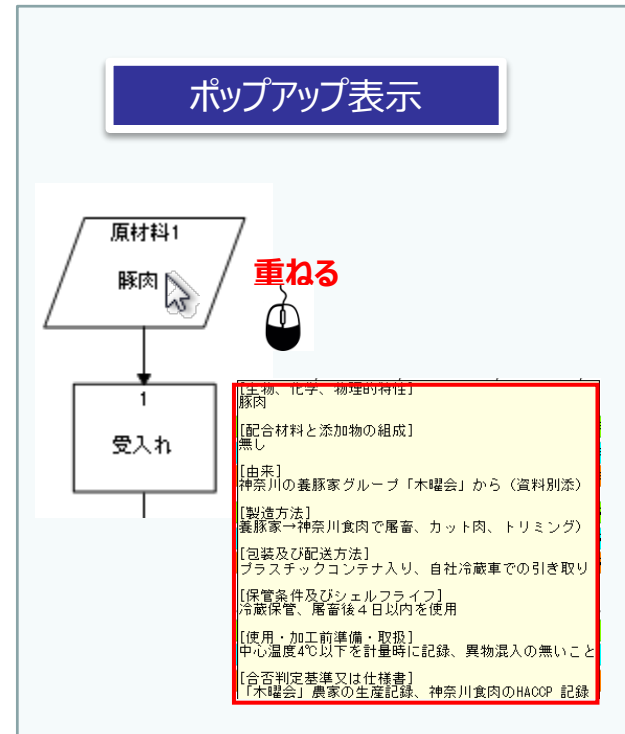 ポップアップ表示
原材料1
豚肉
重ねる
1
受入れ
[生物、化学、物理的特性]
豚肉
[配合材料と添加物の組成]
無し
[由来]
神奈川の養豚家グループ「木曜会」から（資料別添）
[製造方法]
養豚家→神奈川食肉で屠畜、カット肉、トリミング）
[包装及び配送方法]
プラスチックコンテナ入り、自社冷蔵車での引き取り
[保管条件及びシェルフライフ]
冷蔵保管、屠畜後４日以内を使用
[使用・加工前準備・取扱]
中心温度4℃以下を計量時に記録、異物混入の無いこと
[合否判定基準又は仕様書]
「木曜会」農家の生産記録、神奈川食肉のHACCP 記録